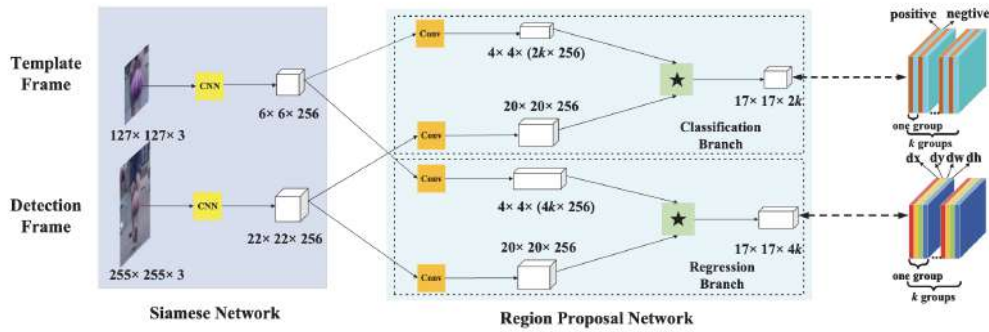 positive negtive
Template
Frame
CNN
6× 6× 256
127× 127× 3
Conv
4× 4× (2k× 256)
20× 20× 256
Conv
★
17× 17× 2k
Classification
Branch
one group
k groups
Detection
Frame
CNN
22× 22× 256
255× 255× 3
Conv
4× 4× (4k× 256)
20× 20× 256
Conv
★
17× 17× 4k
Regression
Branch
dx dy dw dh
one group
k groups
Siamese Network
Region Proposal Network